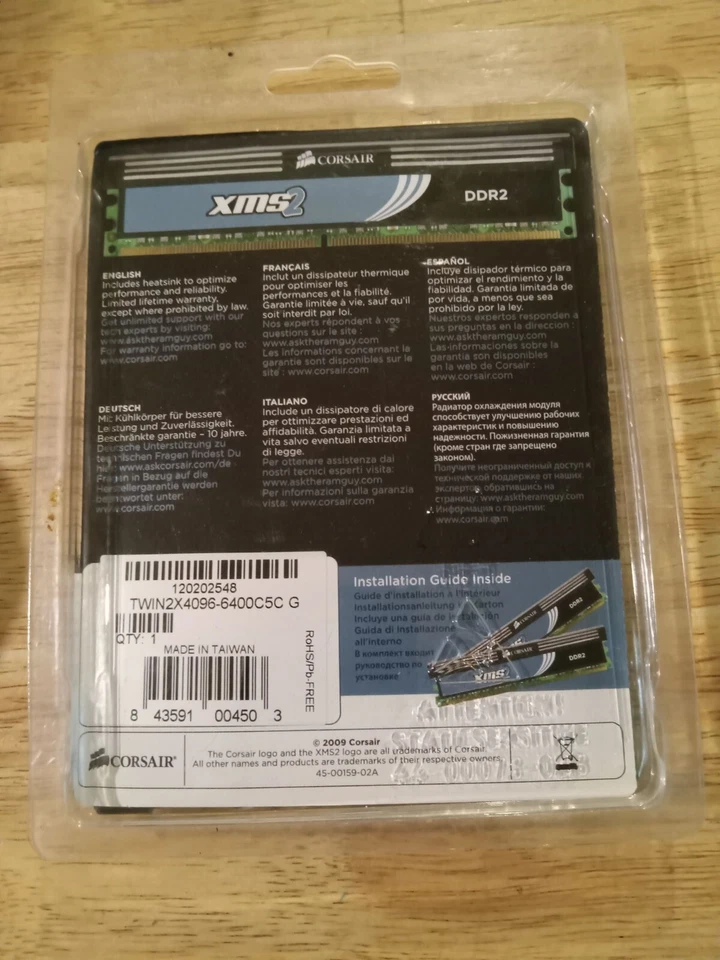 CORSAIR
xms2
DDR2
ENGLISH
Includes heatsink to optimize
performance and reliability.
Limited lifetime warranty,
except where prohibited by law.
Get unlimited support with our
tech experts by visiting:
www.asktheramguy.com
For warranty information go to:
www.corsair.com
FRANÇAIS
Inclut un dissipateur thermique
pour optimiser les
performances et la fiabilité.
Garantie limitée à vie, sauf qu'il
soit interdit par loi.
Nos experts répondent à vos
questions sur le site :
www.asktheramguy.com
Les informations concernant la
garantie sont disponibles sur le
site : www.corsair.com
ESPAÑOL
Incluye disipador térmico para
optimizar el rendimiento y la
fiabilidad. Garantía limitada de
por vida, a menos que sea
prohibido por la ley.
Nuestros expertos responden a
sus preguntas en la direccion :
www.asktheramguy.com
Las informaciones sobre la
garantía son disponibles
en la web de Corsair :
www.corsair.com
DEUTSCH
Mit Kühlkörper für bessere
Leistung und Zuverlässigkeit.
Beschränkte garantie – 10 jahre.
Deutsche Unterstützung zu
technischen Fragen findest Du
hier: www.askcorsair.com/de
Fragen in Bezug auf die
Herstellergarantie werden
beantwortet unter:
www.corsair.com
ITALIANO
Include un dissipatore di calore
per ottimizzare prestazioni ed
affidabilità. Garanzia limitata a
vita salvo eventuali restrizioni
di legge.
Per ottenere assistenza dai
nostri tecnici esperti visita:
www.asktheramguy.com
Per informazioni sulla garanzia
vista: www.corsair.com
РУССКИЙ
Радиатор охлаждения модуля
способствует улучшению рабочих
характеристик и повышению
надежности. Пожизненная гарантия
(кроме стран где запрещено
законом).
Получите неограниченный доступ к
технической поддержке от наших
экспертов, обратившись на
страницу: www.asktheramguy.com
Информация о гарантии:
www.corsair.com
120202548
TWIN2X4096-6400C5C G
QTY: 1
MADE IN TAIWAN
RoHS/Pb-FREE
8 43591 00450 3
Installation Guide Inside
Guide d'installation à l'intérieur
Installationsanleitung Karton
Incluye una guía de instalación
Guida di installazione
all'interno
В комплект входит
руководство по
установке
CORSAIR
DDR2
CORSAIR
DDR2
xms2
ATTENTION
STATIC SENSITIVE
CORSAIR
© 2009 Corsair
The Corsair logo and the XMS2 logo are all trademarks of Corsair.
All other names and products are trademarks of their respective owners.
45-00159-02A